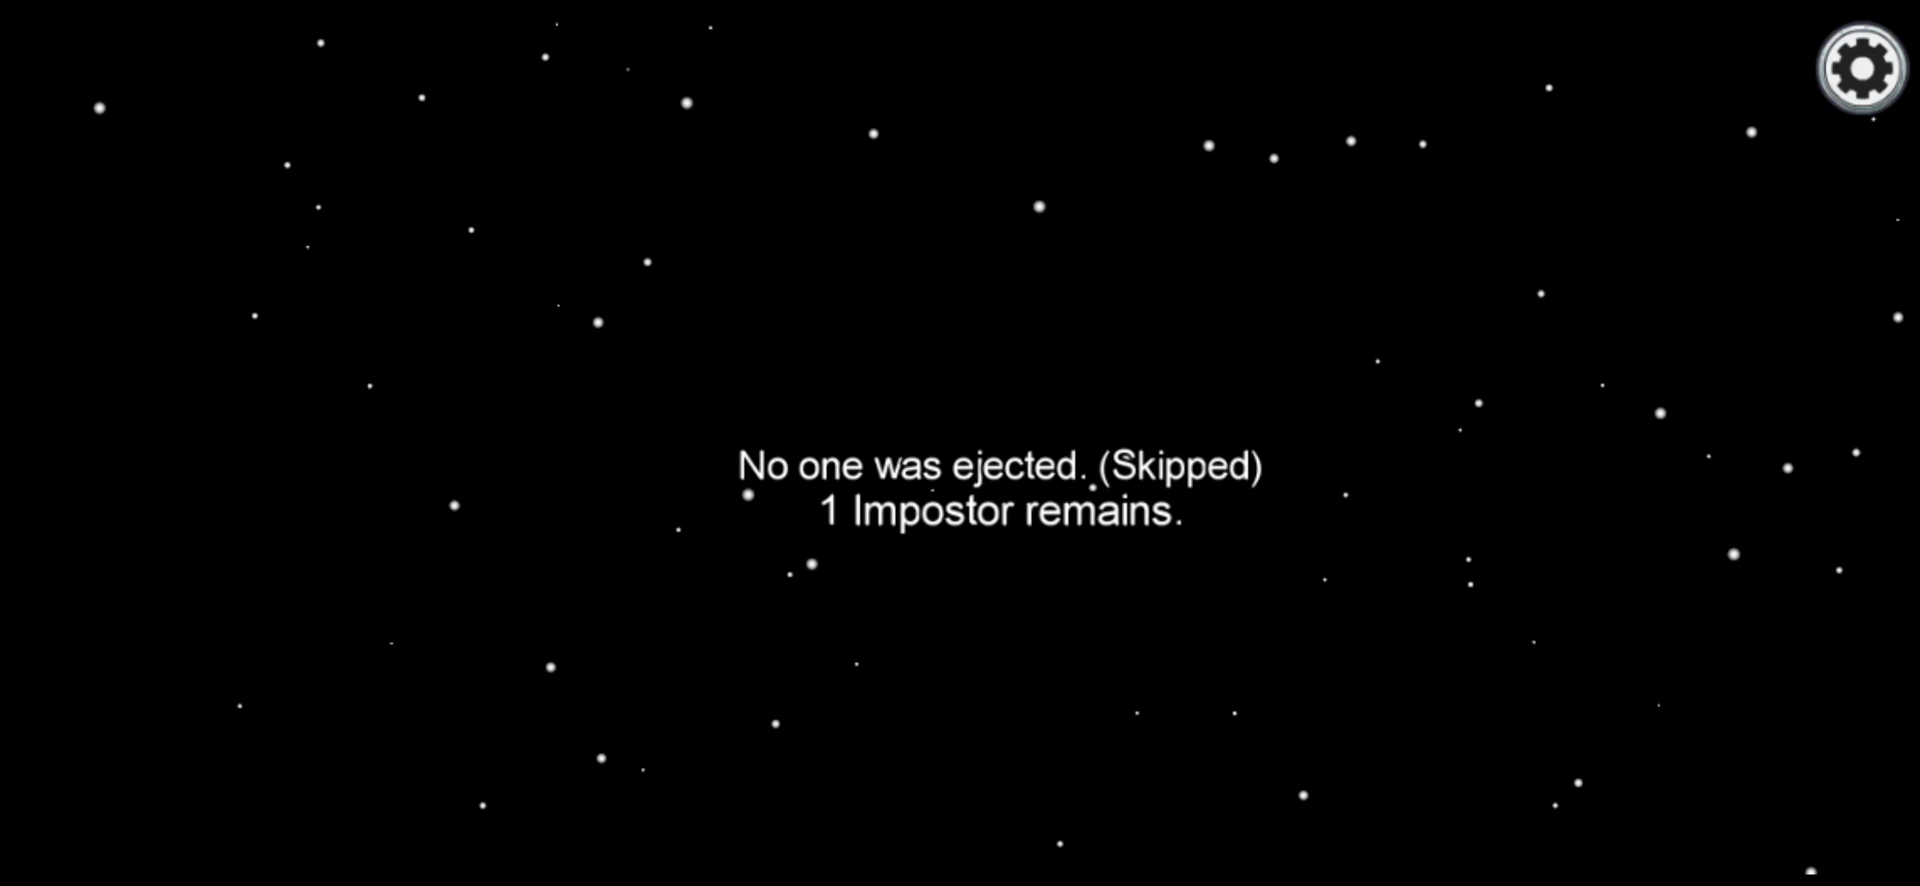 No one was ejected. (Skipped)
1 Impostor remains.